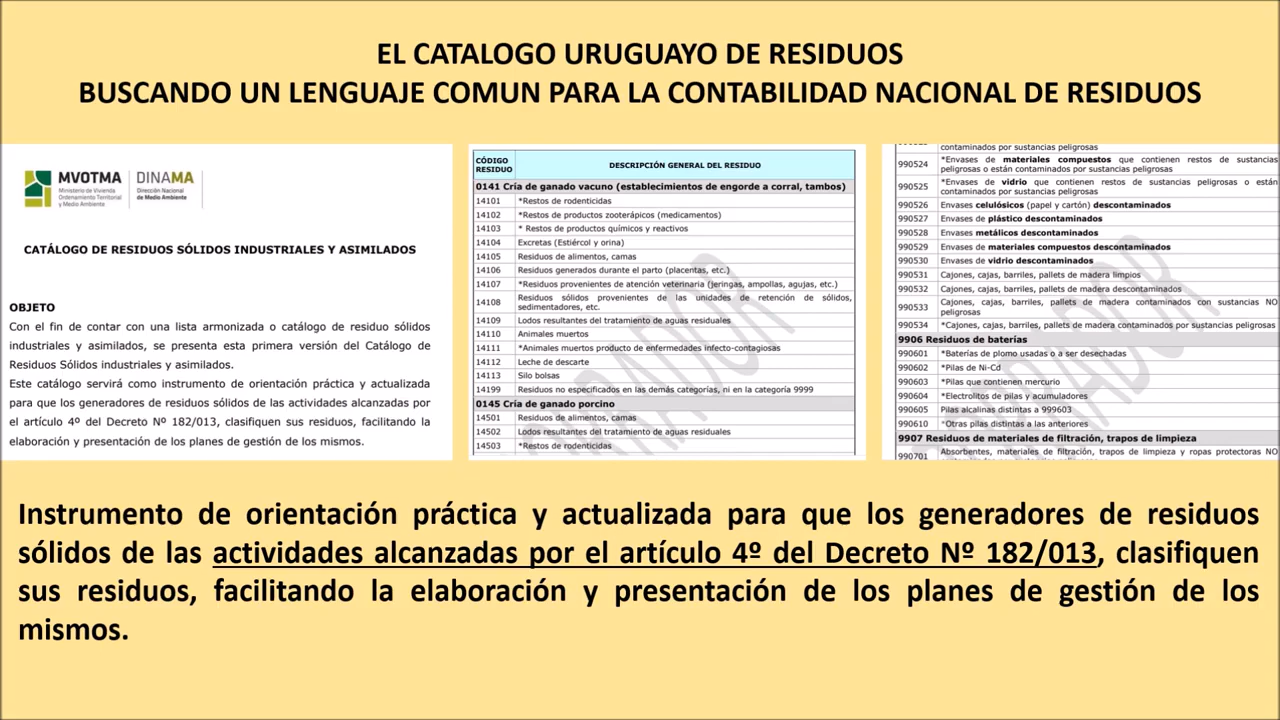 EL CATALOGO URUGUAYO DE RESIDUOS
BUSCANDO UN LENGUAJE COMUN PARA LA CONTABILIDAD NACIONAL DE RESIDUOS
MVOTMA
Ministerio de Vivienda
Ordenamiento Territorial
y Medio Ambiente
DINAMA
Dirección Nacional
de Medio Ambiente
CATÁLOGO DE RESIDUOS SÓLIDOS INDUSTRIALES Y ASIMILADOS
OBJETO
Con el fin de contar con una lista armonizada o catálogo de residuo sólidos
industriales y asimilados, se presenta esta primera versión del Catálogo de
Residuos Sólidos industriales y asimilados.
Este catálogo servirá como instrumento de orientación práctica y actualizada
para que los generadores de residuos sólidos de las actividades alcanzadas por
el artículo 4º del Decreto Nº 182/013, clasifiquen sus residuos, facilitando la
elaboración y presentación de los planes de gestión de los mismos.
CÓDIGO RESIDUO DESCRIPCIÓN GENERAL DEL RESIDUO
0141 Cría de ganado vacuno (establecimientos de engorde a corral, tambos)
14101 *Restos de rodenticidas
14102 *Restos de productos zooterápicos (medicamentos)
14103 * Restos de productos químicos y reactivos
14104 Excretas (Estiércol y orina)
14105 Residuos de alimentos, camas
14106 Residuos generados durante el parto (placentas, etc.)
14107 *Residuos provenientes de atención veterinaria (jeringas, ampollas, agujas, etc.)
14108 Residuos sólidos provenientes de las unidades de retención de sólidos,
sedimentadores, etc.
14109 Lodos resultantes del tratamiento de aguas residuales
14110 Animales muertos
14111 *Animales muertos producto de enfermedades infecto-contagiosas
14112 Leche de descarte
14113 Silo bolsas
14199 Residuos no especificados en las demás categorías, ni en la categoría 9999
0145 Cría de ganado porcino
14501 Residuos de alimentos, camas
14502 Lodos resultantes del tratamiento de aguas residuales
14503 *Restos de rodenticidas
BORRADOR
contaminados por sustancias peligrosas
990524 *Envases de materiales compuestos que contienen restos de sustancias
peligrosas o están contaminados por sustancias peligrosas
990525 *Envases de vidrio que contienen restos de sustancias peligrosas o están
contaminados por sustancias peligrosas
990526 Envases celulósicos (papel y cartón) descontaminados
990527 Envases de plástico descontaminados
990528 Envases metálicos descontaminados
990529 Envases de materiales compuestos descontaminados
990530 Envases de vidrio descontaminados
990531 Cajones, cajas, barriles, pallets de madera limpios
990532 Cajones, cajas, barriles, pallets de madera descontaminados
990533 Cajones, cajas, barriles, pallets de madera contaminados con sustancias NO
peligrosas
990534 *Cajones, cajas, barriles, pallets de madera contaminados por sustancias peligrosas
9906 Residuos de baterías
990601 *Baterías de plomo usadas o a ser desechadas
990602 *Pilas de Ni-Cd
990603 *Pilas que contienen mercurio
990604 *Electrolitos de pilas y acumuladores
990605 Pilas alcalinas distintas a 999603
990610 *Otras pilas distintas a las anteriores
9907 Residuos de materiales de filtración, trapos de limpieza
990701 Absorbentes, materiales de filtración, trapos de limpieza y ropas protectoras NO
BORRADOR
Instrumento de orientación práctica y actualizada para que los generadores de residuos
sólidos de las actividades alcanzadas por el artículo 4º del Decreto Nº 182/013, clasifiquen
sus residuos, facilitando la elaboración y presentación de los planes de gestión de los
mismos.